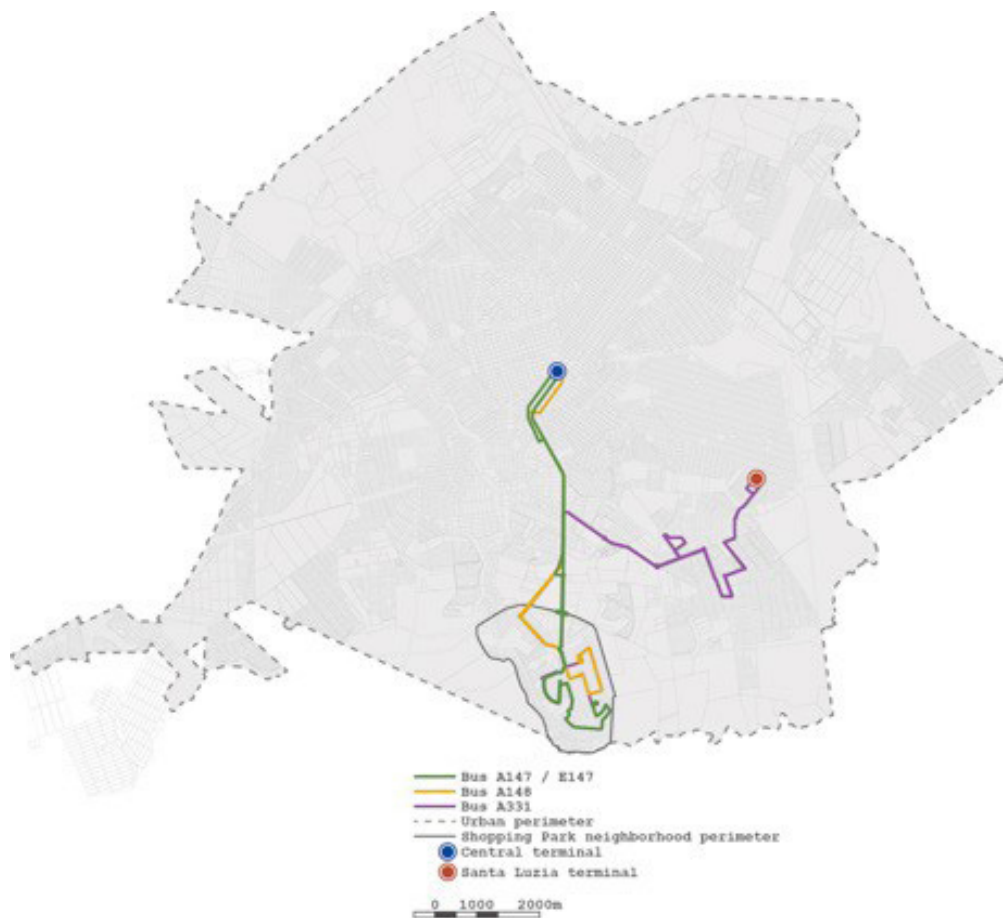 Bus A147 / E147
Bus A148
Bus A331
Urban perimeter
Shopping Park neighborhood perimeter
Central terminal
Santa Luzia terminal
0 1000 2000m